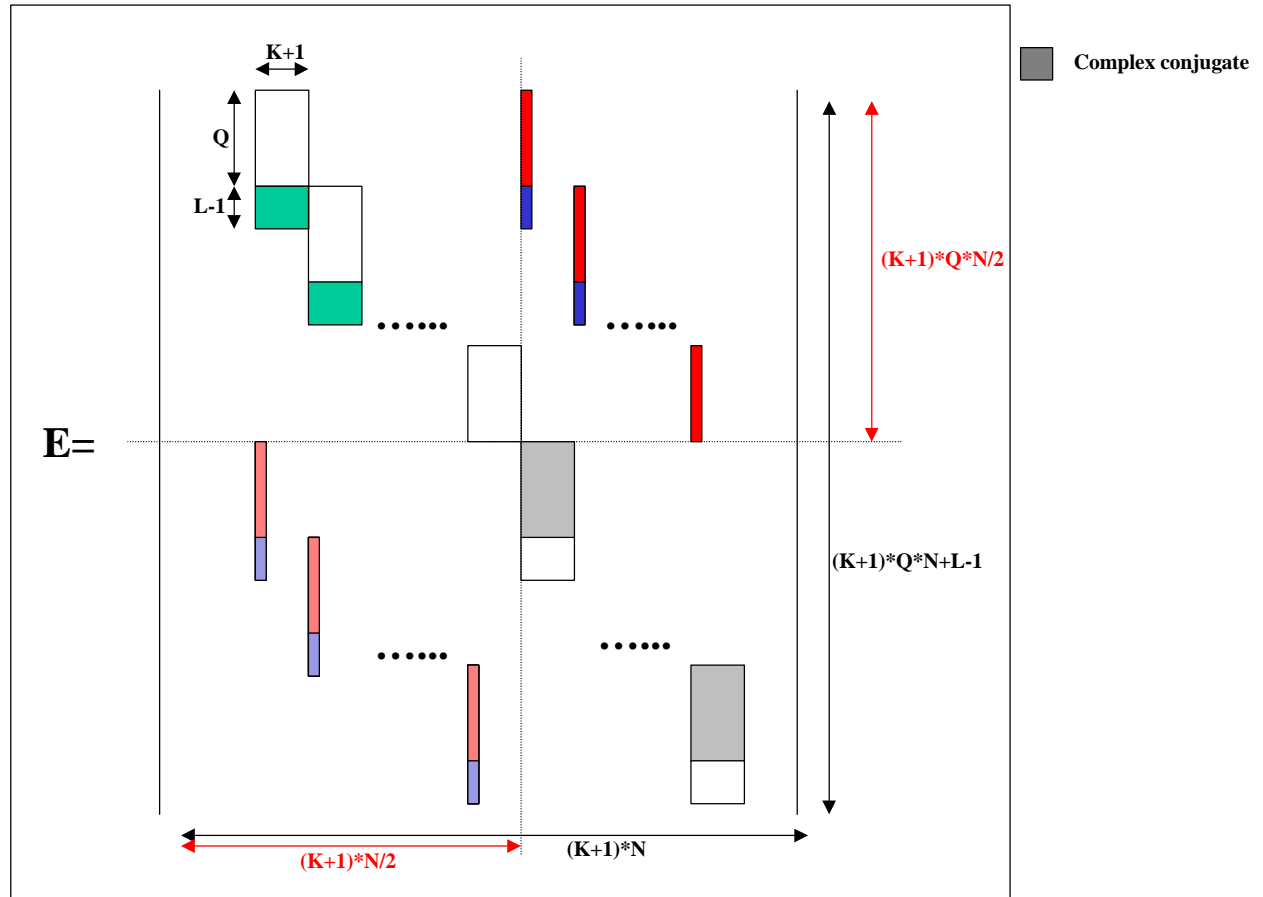 K+1
Complex conjugate
Q
L-1
(K+1)*Q*N/2
E=
(K+1)*Q*N+L-1
(K+1)*N
(K+1)*N/2